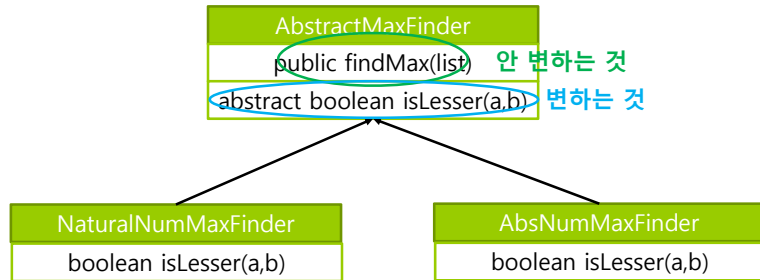 AbstractMaxFinder
public findMax(list) 안 변하는 것
abstract boolean isLesser(a,b) 변하는 것
NaturalNumMaxFinder
boolean isLesser(a,b)
AbsNumMaxFinder
boolean isLesser(a,b)